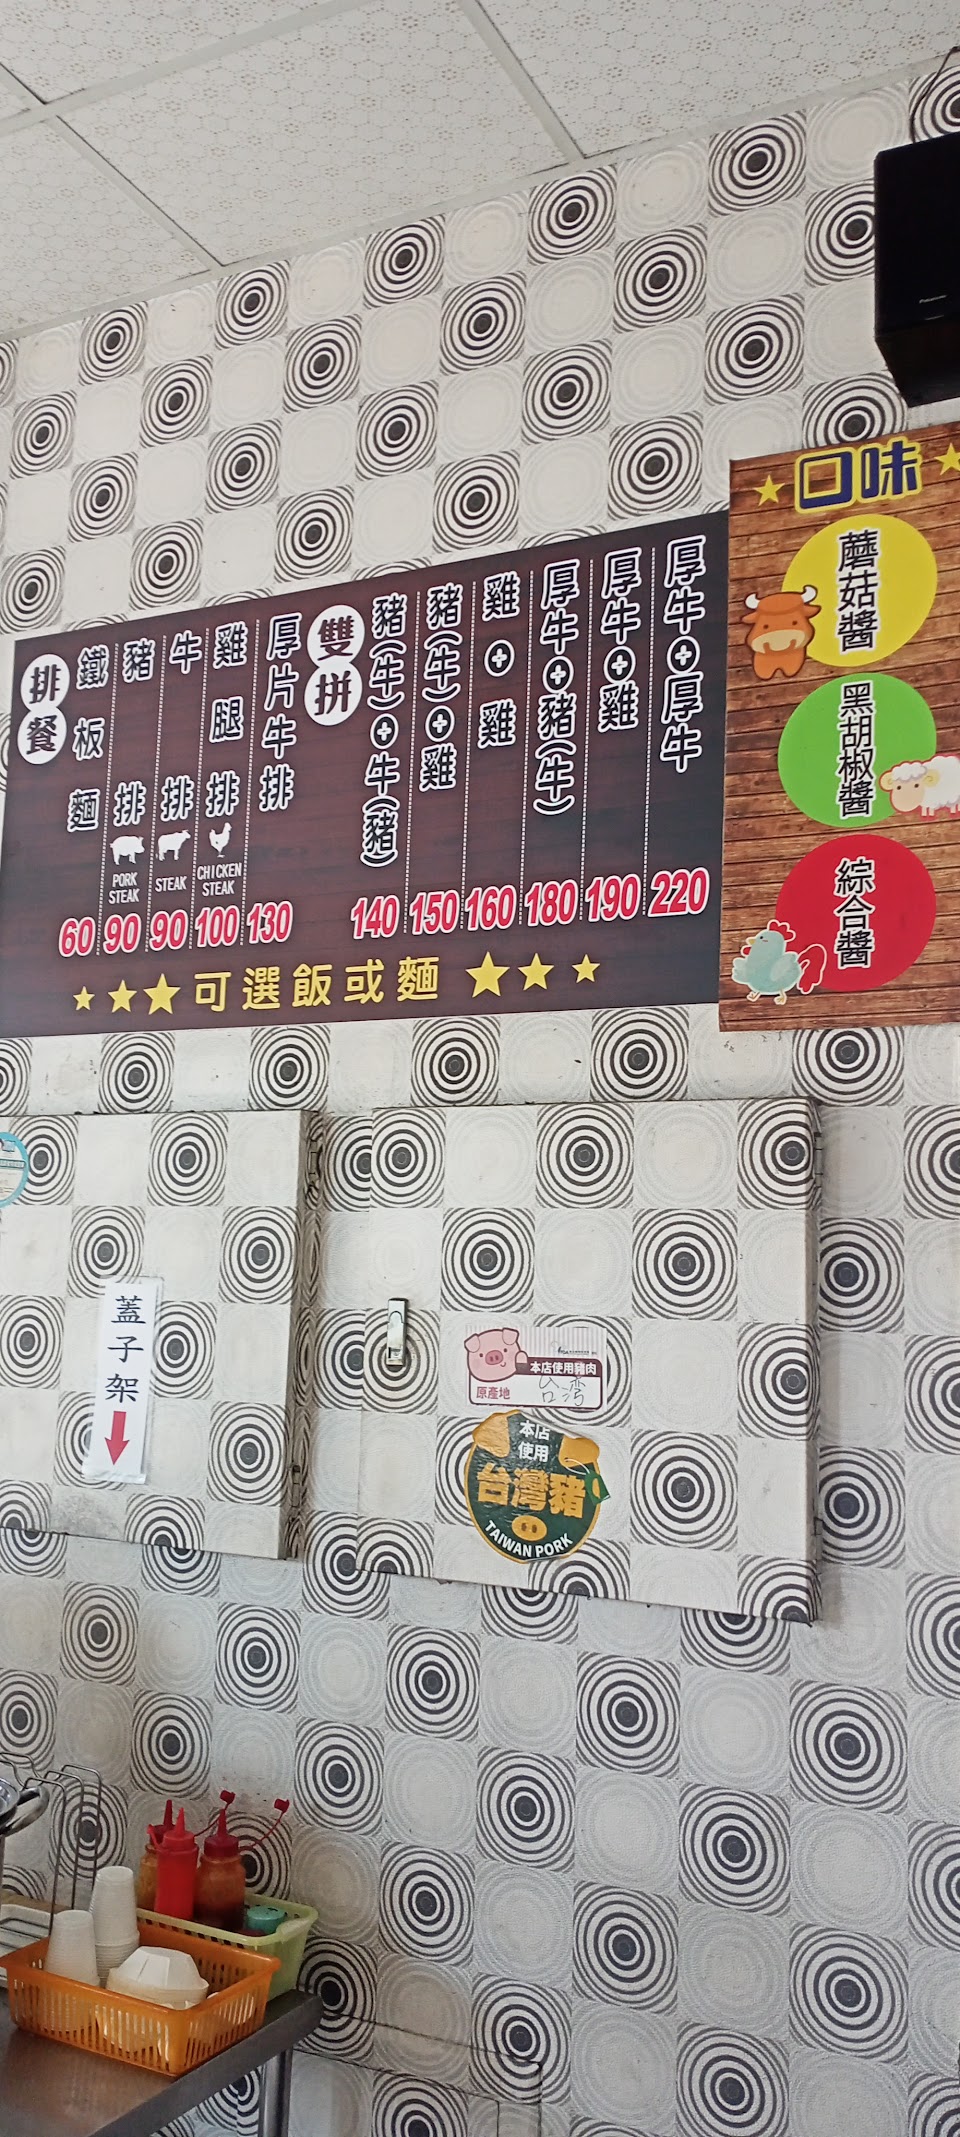 Panasonic
口味
蘑菇醬
黑胡椒醬
綜合醬
排餐
鐵板麵 60
豬排 PORK STEAK 90
牛排 STEAK 90
雞腿排 CHICKEN STEAK 100
厚片牛排 130
雙拼
豬(牛)+牛(豬) 140
豬(牛)+雞 150
雞+雞 160
厚牛+豬(牛) 180
厚牛+雞 190
厚牛+厚牛 220
可選飯或麵
蓋子架
本店使用豬肉
原產地 台灣
本店
使用
台灣豬
TAIWAN PORK